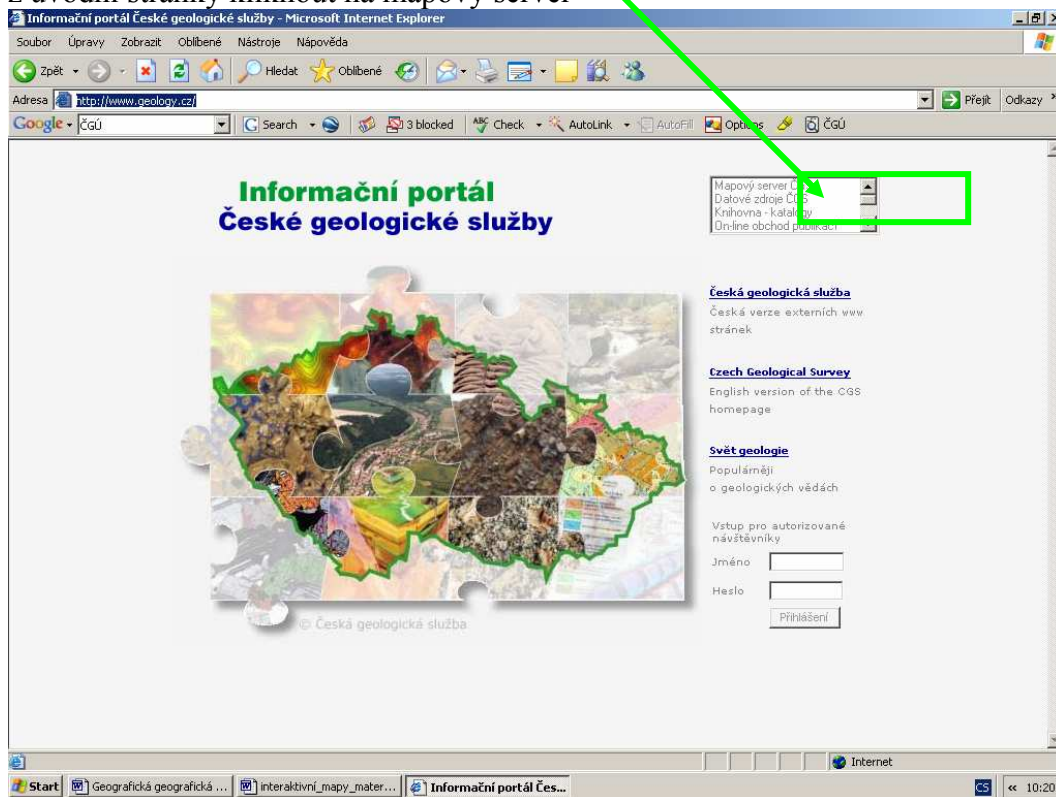 z úvodní stránky kliknout na mapový server
Informační portál České geologické služby - Microsoft Internet Explorer
Soubor Úpravy Zobrazit Oblíbené Nástroje Nápověda
Zpět Hledat Oblíbené
Adresa http://www.geology.cz/ Přejít Odkazy
Google ČGÚ Search 3 blocked Check AutoLink AutoFill Options ČGÚ
Informační portál
České geologické služby
Mapový server
Datové zdroje ČGS
Knihovna - katalogy
On-line obchod publikací
Česká geologická služba
Česká verze externích www
stránek
Czech Geological Survey
English version of the CGS
homepage
Svět geologie
Populárněji
o geologických vědách
Vstup pro autorizované
návštěvníky
Jméno
Heslo
Přihlášení
© Česká geologická služba
Internet
Start Geografická geografická ... interaktivní_mapy_mater... Informační portál Čes... CS « 10:20